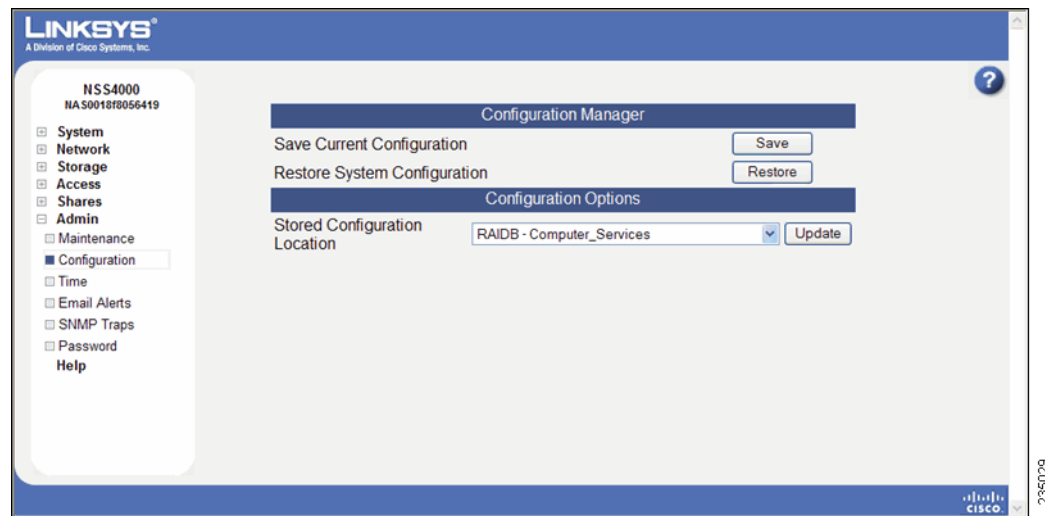 LINKSYS®
A Division of Cisco Systems, Inc.
NSS4000
NAS0018f8056419
System
Network
Storage
Access
Shares
Admin
Maintenance
Configuration
Time
Email Alerts
SNMP Traps
Password
Help
?
Configuration Manager
Save Current Configuration
Save
Restore System Configuration
Restore
Configuration Options
Stored Configuration
Location
RAIDB - Computer_Services
Update
CISCO.
235029